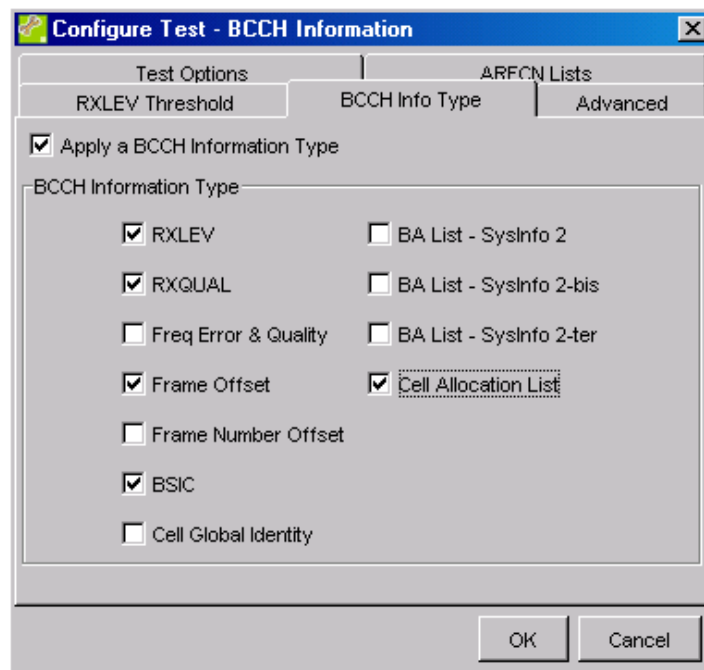 Configure Test - BCCH Information
Test Options
ARFCN Lists
RXLEV Threshold
BCCH Info Type
Advanced
Apply a BCCH Information Type
BCCH Information Type
RXLEV
BA List - SysInfo 2
RXQUAL
BA List - SysInfo 2-bis
Freq Error & Quality
BA List - SysInfo 2-ter
Frame Offset
Cell Allocation List
Frame Number Offset
BSIC
Cell Global Identity
OK
Cancel